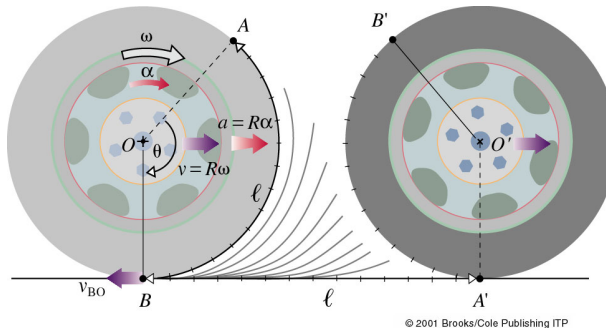 A
B'
ω
α
a = Rα
O
θ
O'
v = Rω
ℓ
v_BO
B
ℓ
A'
© 2001 Brooks/Cole Publishing ITP